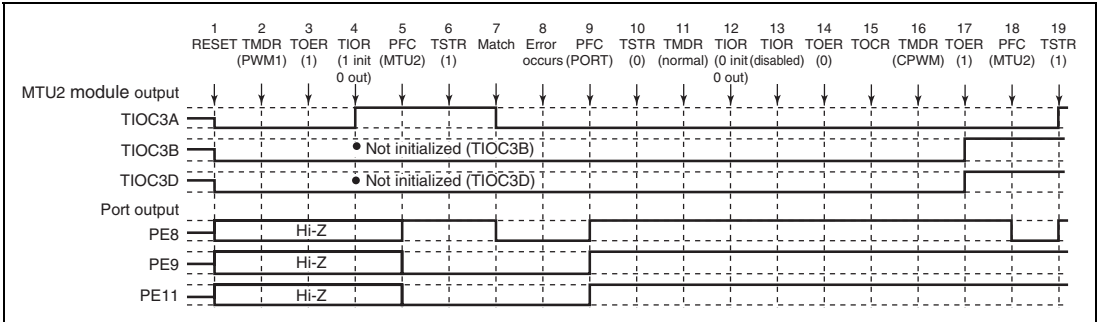 1 2 3 4 5 6 7 8 9 10 11 12 13 14 15 16 17 18 19
RESET TMDR TOER TIOR PFC TSTR Match Error PFC TSTR TMDR TIOR TIOR TOER TOCR TMDR TOER PFC TSTR
(PWM1) (1) (1 init (MTU2) (1) occurs (PORT) (0) (normal) (0 init (disabled) (0) (CPWM) (1) (MTU2) (1)
0 out) 0 out)
MTU2 module output
TIOC3A
TIOC3B
• Not initialized (TIOC3B)
TIOC3D
• Not initialized (TIOC3D)
Port output
PE8 Hi-Z
PE9 Hi-Z
PE11 Hi-Z